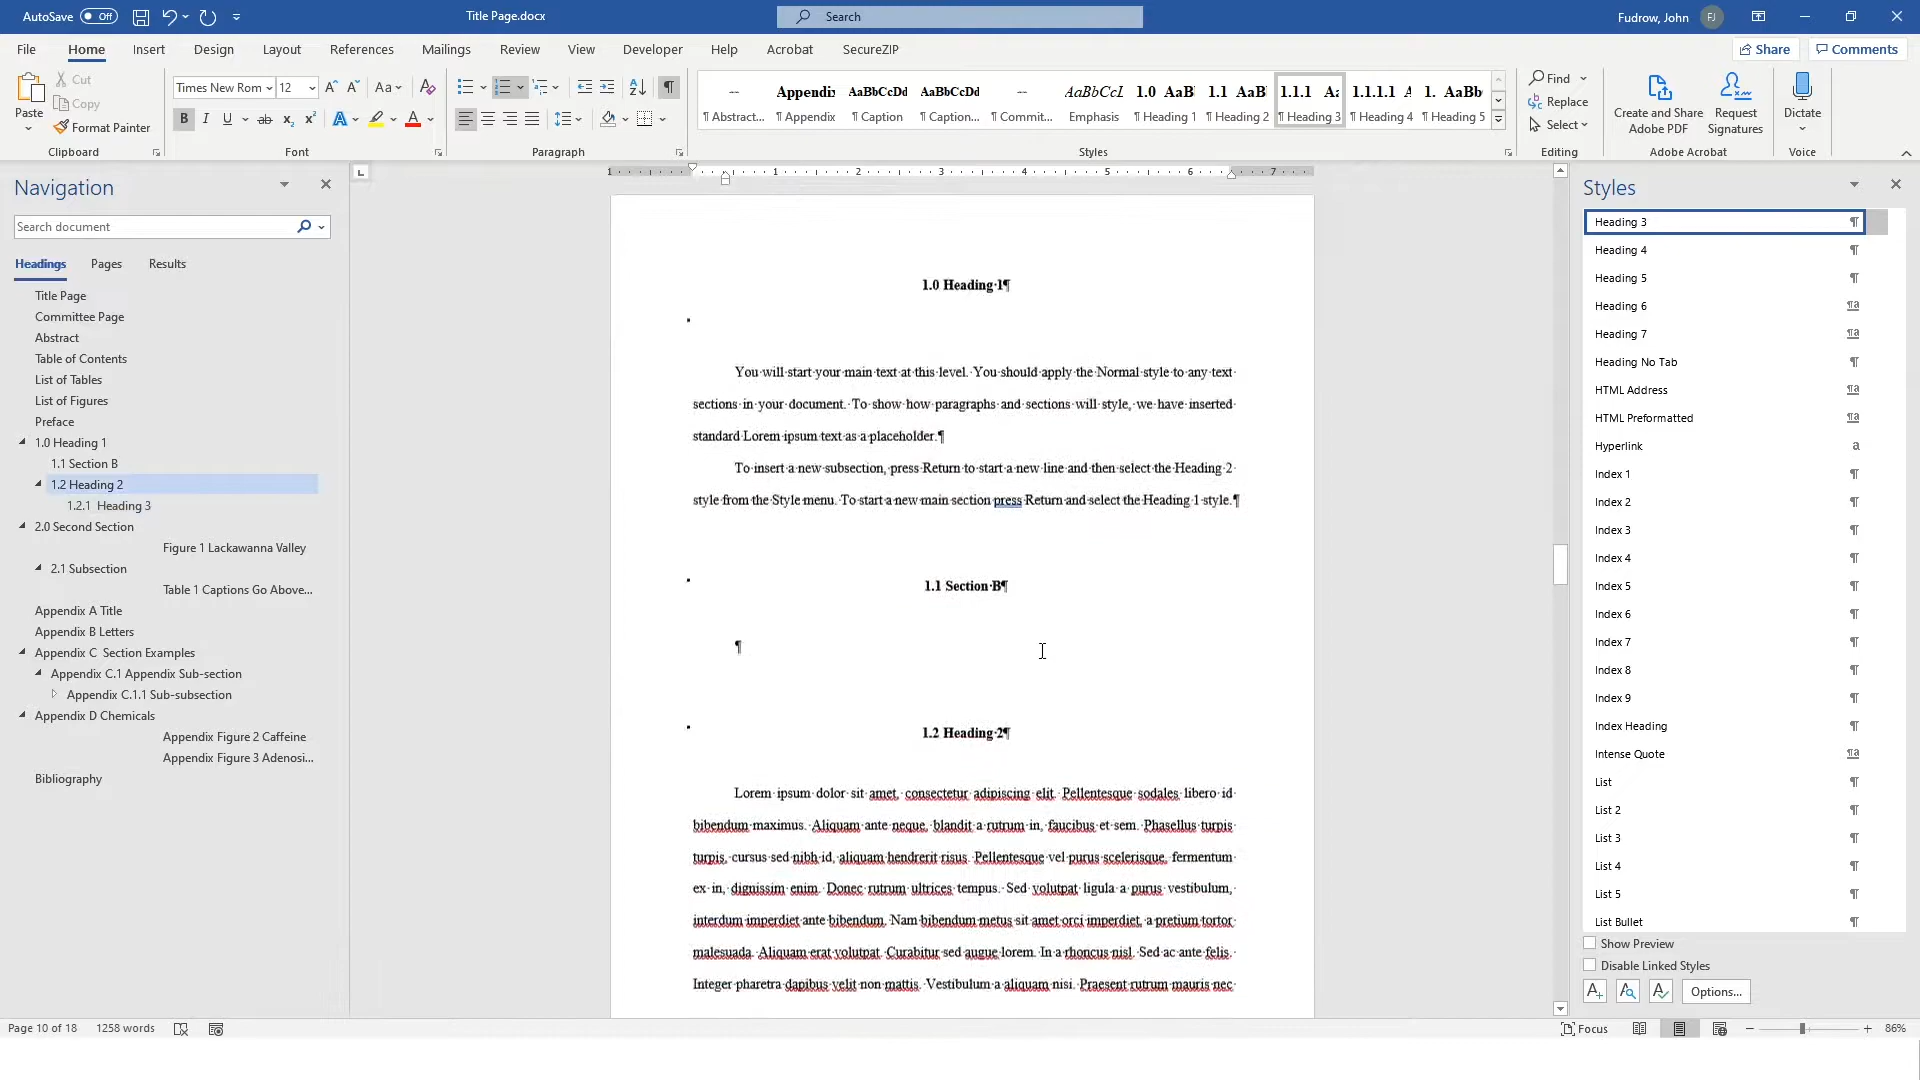 AutoSave Off
Title Page.docx
Search
Fudrow, John FJ
File Home Insert Design Layout References Mailings Review View Developer Help Acrobat SecureZIP
Share Comments
Paste
Cut
Copy
Format Painter
Clipboard
Times New Rom 12
Aa
B I U ab x₂ x² A A
Font
Paragraph
-- Appendix AaBbCcDd AaBbCcDd -- AaBbCcL 1.0 AaB 1.1 AaB 1.1.1 Aa 1.1.1.1 A 1. AaBb
¶ Abstract... ¶ Appendix ¶ Caption ¶ Caption... ¶ Commit... Emphasis ¶ Heading 1 ¶ Heading 2 ¶ Heading 3 ¶ Heading 4 ¶ Heading 5
Styles
Find
Replace
Select
Editing
Create and Share
Adobe PDF
Request
Signatures
Adobe Acrobat
Dictate
Voice
Navigation
Search document
Headings Pages Results
Title Page
Committee Page
Abstract
Table of Contents
List of Tables
List of Figures
Preface
1.0 Heading 1
1.1 Section B
1.2 Heading 2
1.2.1 Heading 3
2.0 Second Section
Figure 1 Lackawanna Valley
2.1 Subsection
Table 1 Captions Go Above...
Appendix A Title
Appendix B Letters
Appendix C Section Examples
Appendix C.1 Appendix Sub-section
Appendix C.1.1 Sub-subsection
Appendix D Chemicals
Appendix Figure 2 Caffeine
Appendix Figure 3 Adenosi...
Bibliography
1 1 2 3 4 5 6 7
1.0 Heading·1¶
You·will·start·your·main·text·at·this·level.·You·should·apply·the·Normal·style·to·any·text·
sections·in·your·document.·To·show·how·paragraphs·and·sections·will·style,·we·have·inserted·
standard·Lorem·ipsum·text·as·a·placeholder.¶
To·insert·a·new·subsection,·press·Return·to·start·a·new·line·and·then·select·the·Heading·2·
style·from·the·Style·menu.·To·start·a·new·main·section·press·Return·and·select·the·Heading·1·style.¶
1.1 Section·B¶
¶
1.2 Heading·2¶
Lorem·ipsum·dolor·sit·amet,·consectetur·adipiscing·elit.·Pellentesque·sodales·libero·id·
bibendum·maximus.·Aliquam·ante·neque,·blandit·a·rutrum·in,·faucibus·et·sem.·Phasellus·turpis·
turpis,·cursus·sed·nibh·id,·aliquam·hendrerit·risus.·Pellentesque·vel·purus·scelerisque,·fermentum·
ex·in,·dignissim·enim.·Donec·rutrum·ultrices·tempus.·Sed·volutpat·ligula·a·purus·vestibulum,·
interdum·imperdiet·ante·bibendum.·Nam·bibendum·metus·sit·amet·orci·imperdiet,·a·pretium·tortor·
malesuada.·Aliquam·erat·volutpat.·Curabitur·sed·augue·lorem.·In·a·rhoncus·nisl.·Sed·ac·ante·felis.·
Integer·pharetra·dapibus·velit·non·mattis.·Vestibulum·a·aliquam·nisi.·Praesent·rutrum·mauris·nec·
Styles
Heading 3 ¶
Heading 4 ¶
Heading 5 ¶
Heading 6 ¶a
Heading 7 ¶a
Heading No Tab ¶
HTML Address ¶a
HTML Preformatted ¶a
Hyperlink a
Index 1 ¶
Index 2 ¶
Index 3 ¶
Index 4 ¶
Index 5 ¶
Index 6 ¶
Index 7 ¶
Index 8 ¶
Index 9 ¶
Index Heading ¶
Intense Quote ¶a
List ¶
List 2 ¶
List 3 ¶
List 4 ¶
List 5 ¶
List Bullet ¶
Show Preview
Disable Linked Styles
Options...
Page 10 of 18 1258 words
Focus
86%